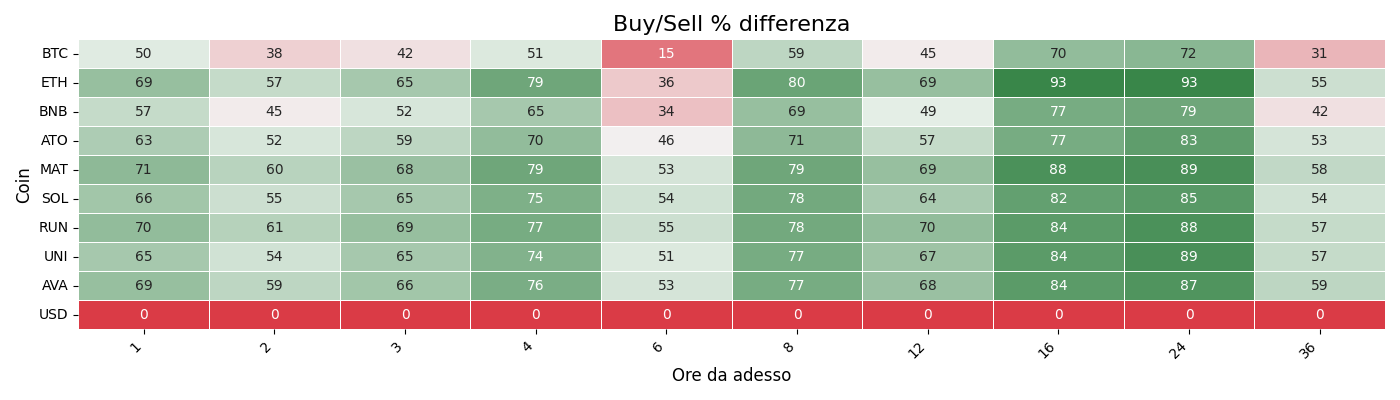 Buy/Sell % differenza
Coin
BTC 50 38 42 51 15 59 45 70 72 31
ETH 69 57 65 79 36 80 69 93 93 55
BNB 57 45 52 65 34 69 49 77 79 42
ATO 63 52 59 70 46 71 57 77 83 53
MAT 71 60 68 79 53 79 69 88 89 58
SOL 66 55 65 75 54 78 64 82 85 54
RUN 70 61 69 77 55 78 70 84 88 57
UNI 65 54 65 74 51 77 67 84 89 57
AVA 69 59 66 76 53 77 68 84 87 59
USD 0 0 0 0 0 0 0 0 0 0
1 2 3 4 6 8 12 16 24 36
Ore da adesso